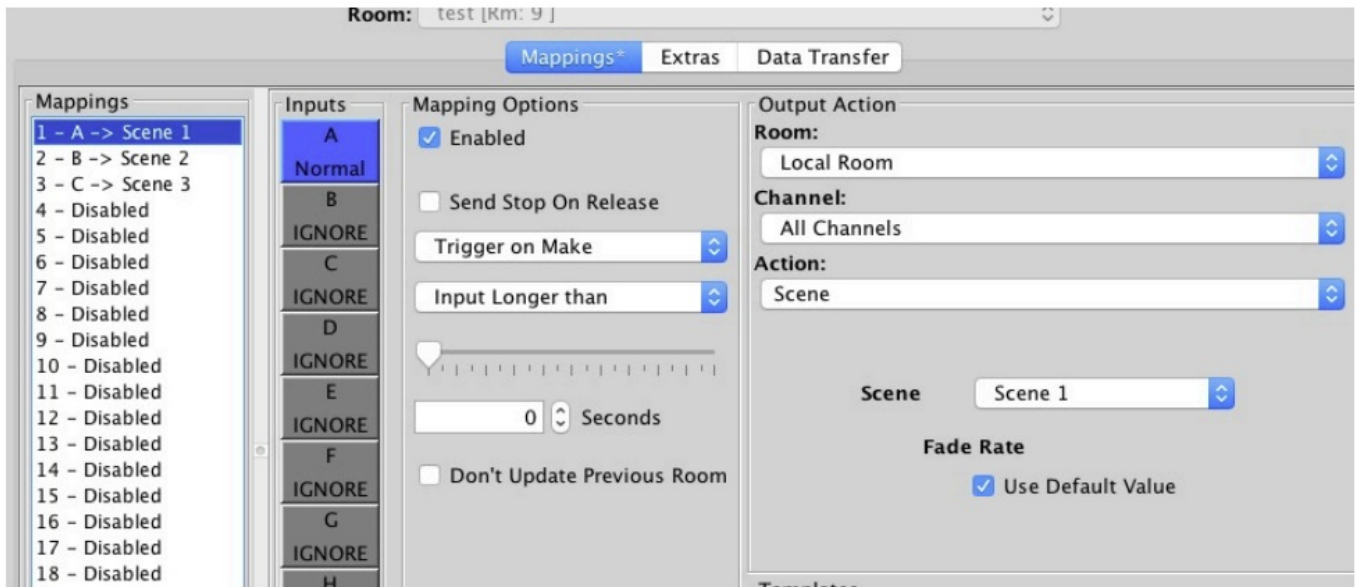 Room: test [Rm: 9 ]
Mappings* Extras Data Transfer
Mappings
1 - A -> Scene 1
2 - B -> Scene 2
3 - C -> Scene 3
4 - Disabled
5 - Disabled
6 - Disabled
7 - Disabled
8 - Disabled
9 - Disabled
10 - Disabled
11 - Disabled
12 - Disabled
13 - Disabled
14 - Disabled
15 - Disabled
16 - Disabled
17 - Disabled
18 - Disabled
Inputs
A
Normal
B
IGNORE
C
IGNORE
D
IGNORE
E
IGNORE
F
IGNORE
G
IGNORE
H
Mapping Options
Enabled
Send Stop On Release
Trigger on Make
Input Longer than
0 Seconds
Don't Update Previous Room
Output Action
Room:
Local Room
Channel:
All Channels
Action:
Scene
Scene Scene 1
Fade Rate
Use Default Value
Templates